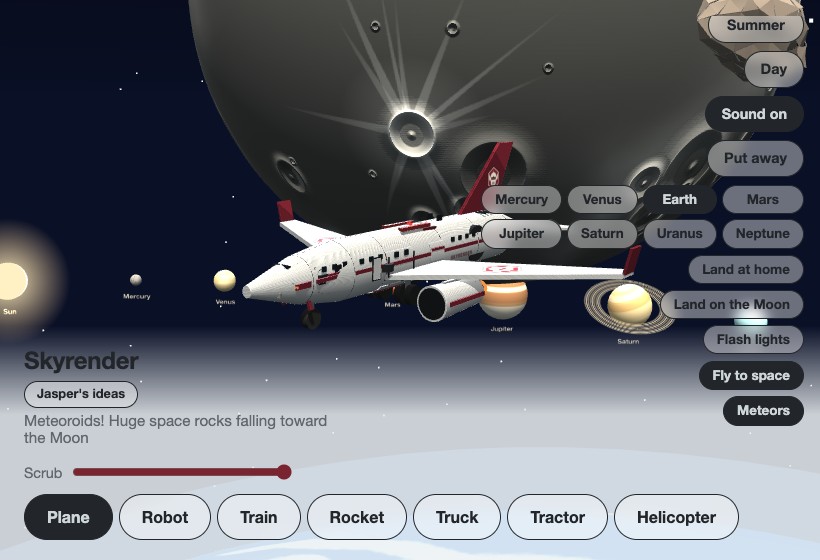 Summer
Day
Sound on
Put away
Mercury Venus Earth Mars
Jupiter Saturn Uranus Neptune
Land at home
Land on the Moon
Flash lights
Fly to space
Meteors
Sun
Mercury
Venus
Mars
Jupiter
Saturn
Skyrender
Jasper's ideas
Meteoroids! Huge space rocks falling toward
the Moon
Scrub
Plane Robot Train Rocket Truck Tractor Helicopter